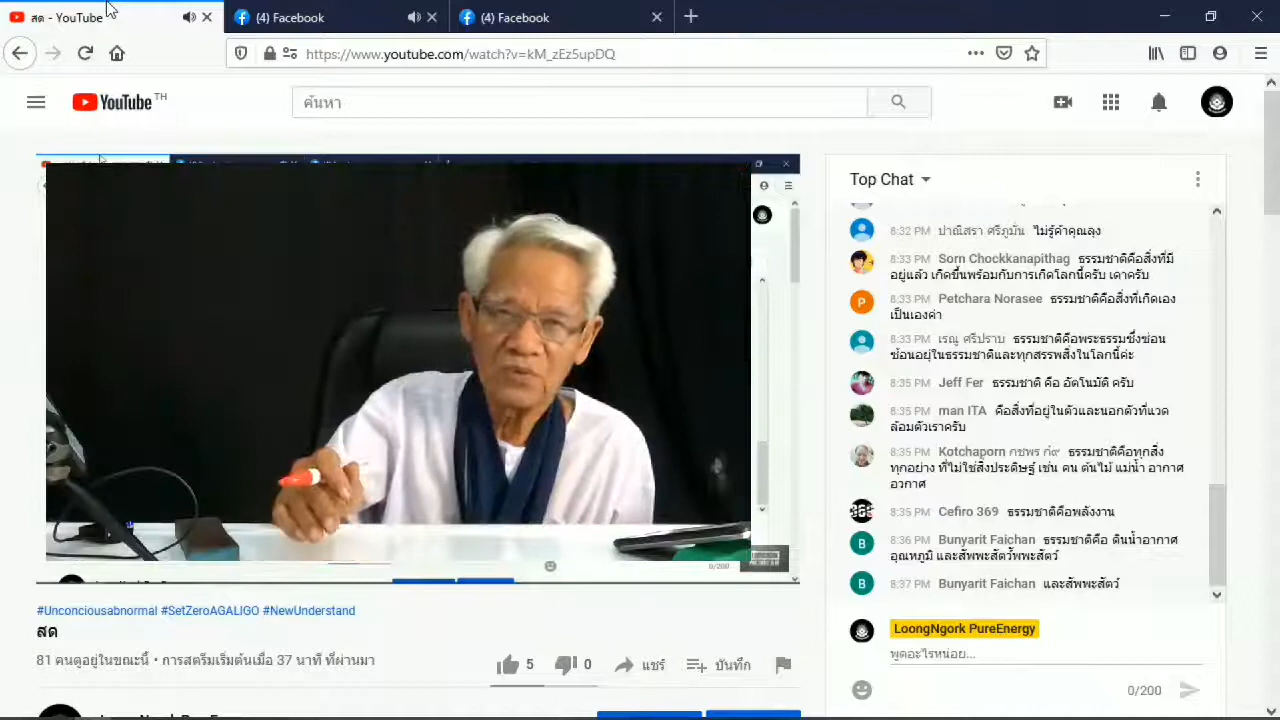 สด - YouTube
(4) Facebook
(4) Facebook
https://www.youtube.com/watch?v=kM_zEz5upDQ
YouTube TH
ค้นหา
Top Chat
8:32 PM ปาณิสรา ศรีภูมั่น ไม่รู้ค่ำคุณลุง
8:33 PM Sorn Chockkanapithag ธรรมชาติคือสิ่งที่มี
อยู่แล้ว เกิดขึ้นพร้อมกับการเกิดโลกนี้ครับ เดาครับ
8:33 PM Petchara Norasee ธรรมชาติคือสิ่งที่เกิดเอง
เป็นเองค่า
8:33 PM เรณู ศรีปราบ ธรรมชาติคือพระธรรมซึ่งซ่อน
ซ้อนอยู่ในธรรมชาติและทุกสรรพสิ่งในโลกนี้ค่ะ
8:35 PM Jeff Fer ธรรมชาติ คือ อัตโนมัติ ครับ
8:35 PM man ITA คือสิ่งที่อยู่ในตัวและนอกตัวที่แวด
ล้อมตัวเราครับ
8:35 PM Kotchaporn กชพร ก๋๙ ธรรมชาติคือทุกสิ่ง
ทุกอย่าง ที่ไม่ใช่สิ่งประดิษฐ์ เช่น คน ต้นไม้ แม่น้ำ อากาศ
อวกาศ
8:35 PM Cefiro 369 ธรรมชาติคือพลังงาน
8:36 PM Bunyarit Faichan ธรรมชาติคือ ดินน้ำอากาศ
อุณหภูมิ และสัพพะสัตว์พพะสัตว์
8:37 PM Bunyarit Faichan และสัพพะสัตว์
LoongNgork PureEnergy
พูดอะไรหน่อย...
0/200
0/200
#Unconciousabnormal #SetZeroAGALIGO #NewUnderstand
สด
81 คนดูอยู่ในขณะนี้ • การสตรีมเริ่มต้นเมื่อ 37 นาที ที่ผ่านมา
5 0 แชร์ บันทึก